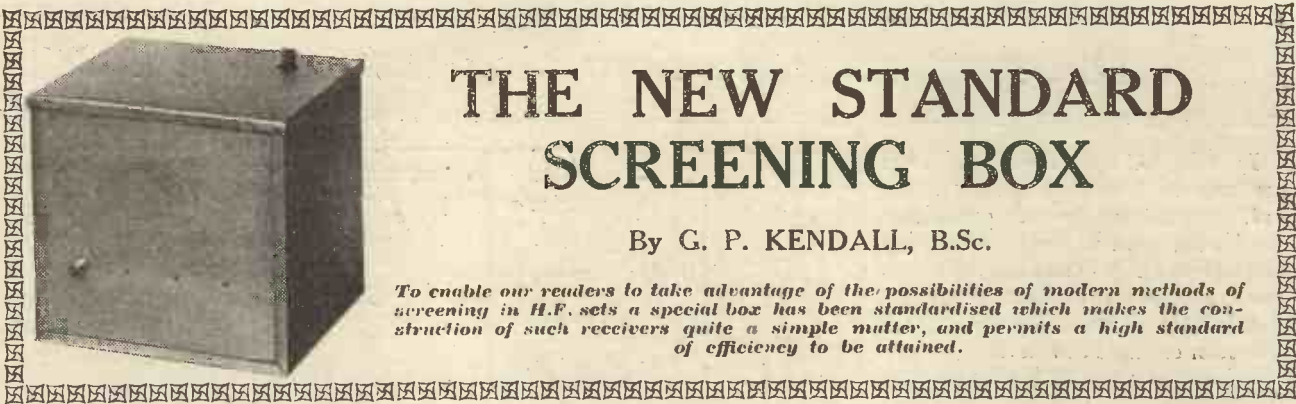 THE NEW STANDARD
SCREENING BOX
By G. P. KENDALL, B.Sc.
To enable our readers to take advantage of the possibilities of modern methods of
screening in H.F. sets a special box has been standardised which makes the con-
struction of such receivers quite a simple matter, and permits a high standard
of efficiency to be attained.